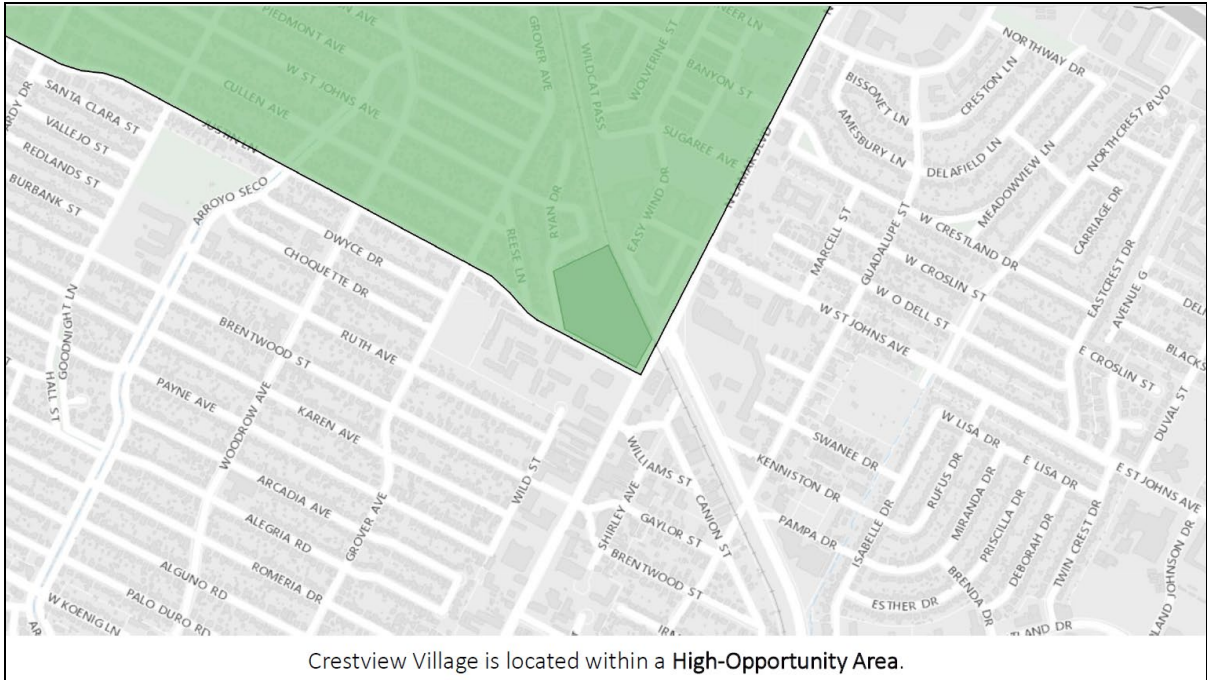 PIEDMONT AVE
GROVER AVE
WILDCAT PASS
WOLVERINE ST
BANYON ST
NORTHWAY DR
W ST JOHNS AVE
CULLEN AVE
SUGAREE AVE
BISSONET LN
CRESTON LN
AMESBURY LN
NORTHCREST BLVD
SANTA CLARA ST
VALLEJO ST
REDLANDS ST
BURBANK ST
JUSTIN LN
N LAMAR BLVD
DELAFIELD LN
MEADOWVIEW LN
CARRIAGE DR
ARROYO SECO
RYAN DR
EASY WIND DR
REESE LN
DWYCE DR
CHOQUETTE DR
MARCELL ST
GUADALUPE ST
W CRESTLAND DR
W CROSLIN ST
W O DELL ST
W ST JOHNS AVE
EASTCREST DR
AVENUE G
GOODNIGHT LN
HALL ST
BRENTWOOD ST
RUTH AVE
PAYNE AVE
WOODROW AVE
KAREN AVE
E CROSLIN ST
DUVAL ST
ARCADIA AVE
ALEGRIA RD
GROVER AVE
WILD ST
WILLIAMS ST
SHIRLEY AVE
CANION ST
GAYLOR ST
BRENTWOOD ST
SWANEE DR
KENNISTON DR
PAMPA DR
W LISA DR
E LISA DR
E ST JOHNS AVE
RUFUS DR
MIRANDA DR
PRISCILLA DR
DEBORAH DR
TWIN CREST DR
ISABELLE DR
BRENDA DR
ESTHER DR
ALGUNO RD
ROMERIA DR
PALO DURO RD
W KOENIG LN
Crestview Village is located within a High-Opportunity Area.